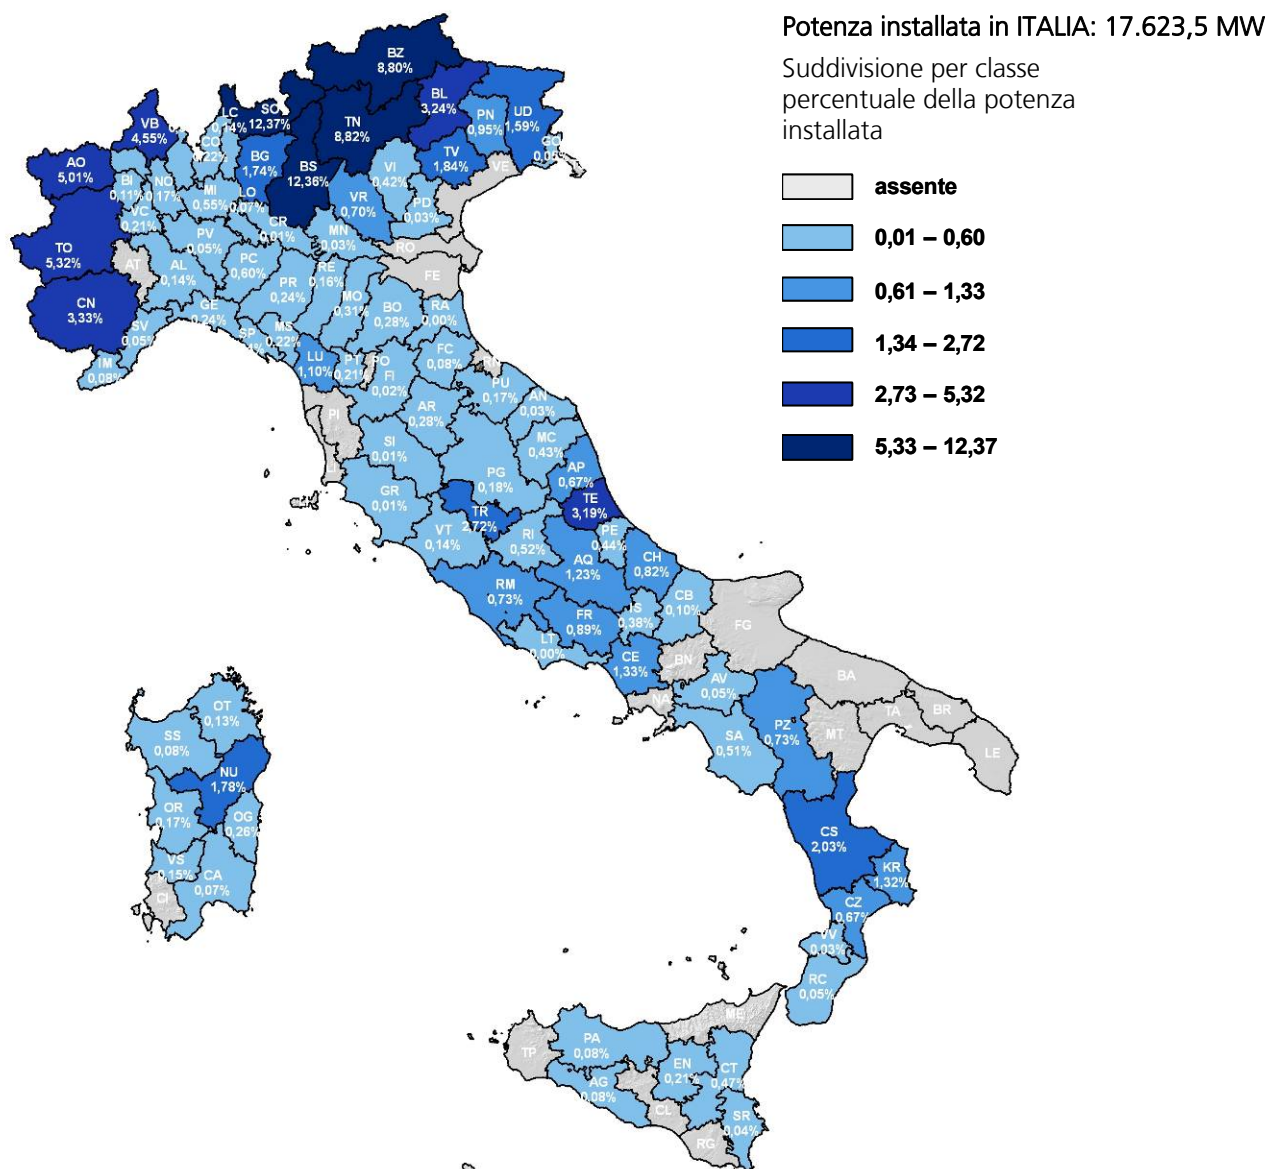 Potenza installata in ITALIA: 17.623,5 MW
Suddivisione per classe
percentuale della potenza
installata
assente
0,01 – 0,60
0,61 – 1,33
1,34 – 2,72
2,73 – 5,32
5,33 – 12,37
BZ
8,80%
BL
3,24%
PN
0,95%
UD
1,59%
GO
TN
8,82%
SO
12,37%
LC
0,14%
VB
4,55%
CO
0,22%
BG
1,74%
BS
12,36%
TV
1,84%
VE
VI
0,42%
AO
5,01%
BI
0,11%
NO
0,17%
MI
0,55%
LO
0,07%
VR
0,70%
PD
0,03%
VC
0,21%
CR
0,01%
MN
0,03%
RO
TO
5,32%
AT
PV
0,05%
AL
0,14%
PC
0,60%
PR
0,24%
RE
0,16%
FE
MO
0,31%
BO
0,28%
RA
0,00%
CN
3,33%
GE
0,24%
SV
0,05%
SP
MS
0,22%
IM
0,08%
LU
1,10%
PT
0,21%
PO
FI
0,02%
FC
0,08%
RN
PU
0,17%
AN
0,03%
PI
LI
AR
0,28%
SI
0,01%
MC
0,43%
AP
0,67%
PG
0,18%
TE
3,19%
GR
0,01%
TR
2,72%
VT
0,14%
RI
0,52%
PE
0,44%
AQ
1,23%
CH
0,82%
RM
0,73%
FR
0,89%
IS
0,38%
CB
0,10%
FG
LT
0,00%
CE
1,33%
BN
NA
AV
0,05%
BA
SA
0,51%
PZ
0,73%
MT
TA
BR
LE
OT
0,13%
SS
0,08%
NU
1,78%
OR
0,17%
OG
0,26%
VS
0,15%
CA
0,07%
CI
CS
2,03%
KR
1,32%
CZ
0,67%
VV
0,03%
RC
0,05%
ME
TP
PA
0,08%
EN
0,21%
CT
0,47%
AG
0,08%
CL
SR
0,04%
RG